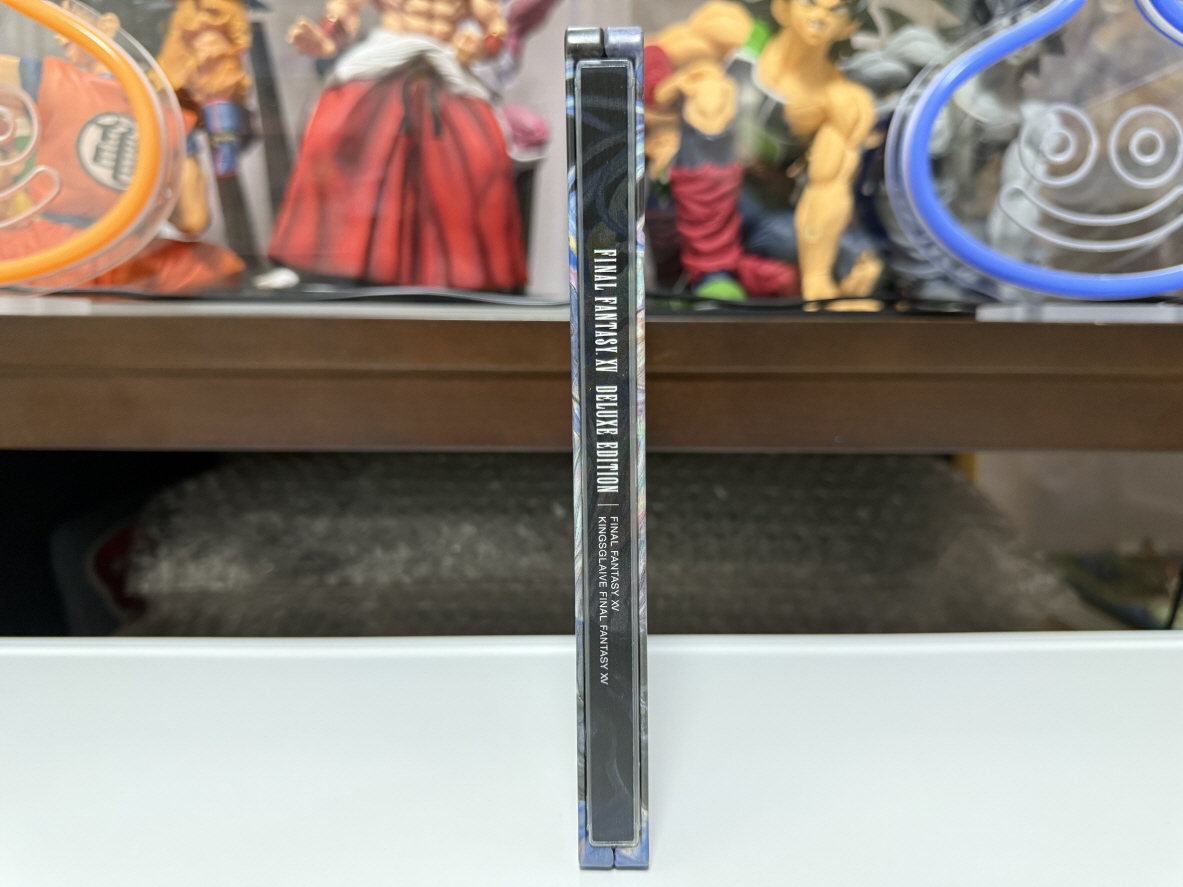 FINAL FANTASY XV DELUXE EDITION
FINAL FANTASY XV
KINGSGLAIVE FINAL FANTASY XV